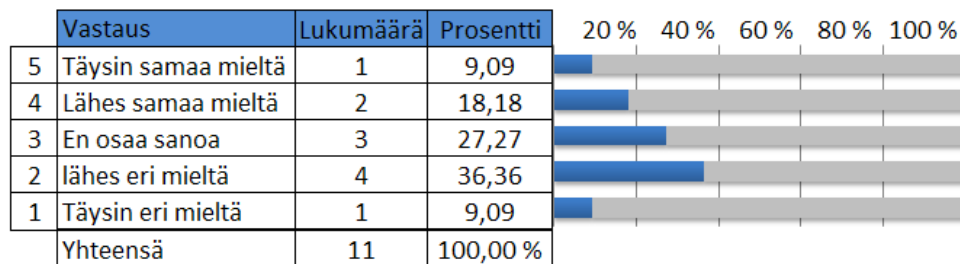 Vastaus Lukumäärä Prosentti 20 % 40 % 60 % 80 % 100 %
5 Täysin samaa mieltä 1 9,09
4 Lähes samaa mieltä 2 18,18
3 En osaa sanoa 3 27,27
2 lähes eri mieltä 4 36,36
1 Täysin eri mieltä 1 9,09
Yhteensä 11 100,00 %